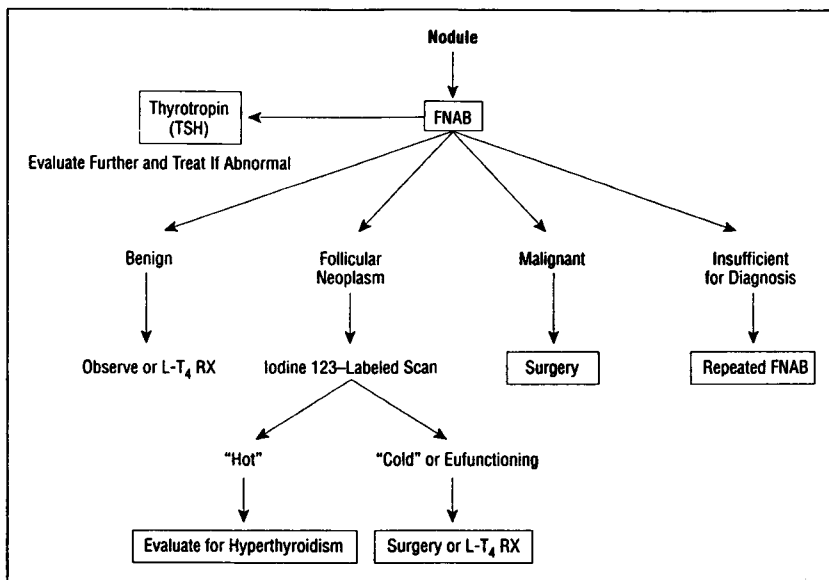 Nodule
Thyrotropin
(TSH)
FNAB
Evaluate Further and Treat If Abnormal
Benign
Follicular
Neoplasm
Malignant
Insufficient
for Diagnosis
Observe or L-T₄ RX
Iodine 123–Labeled Scan
Surgery
Repeated FNAB
“Hot”
“Cold” or Eufunctioning
Evaluate for Hyperthyroidism
Surgery or L-T₄ RX